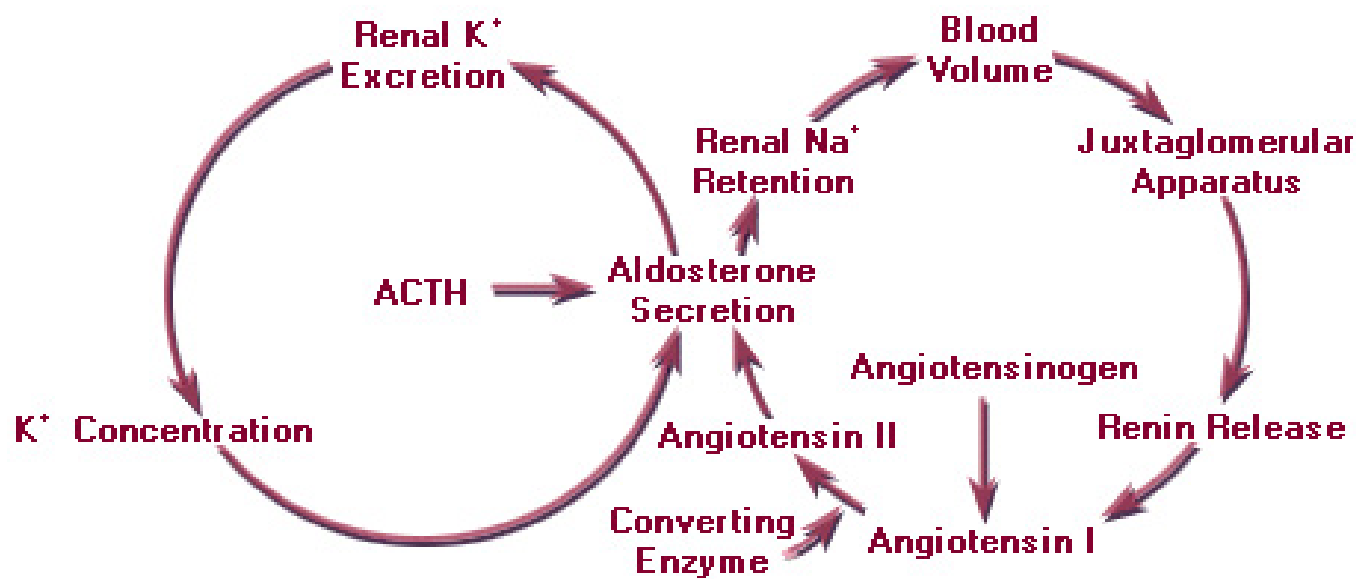 Renal K⁺
Excretion
Blood
Volume
Renal Na⁺
Retention
Juxtaglomerular
Apparatus
ACTH
Aldosterone
Secretion
Angiotensinogen
K⁺ Concentration
Angiotensin II
Renin Release
Converting
Enzyme
Angiotensin I